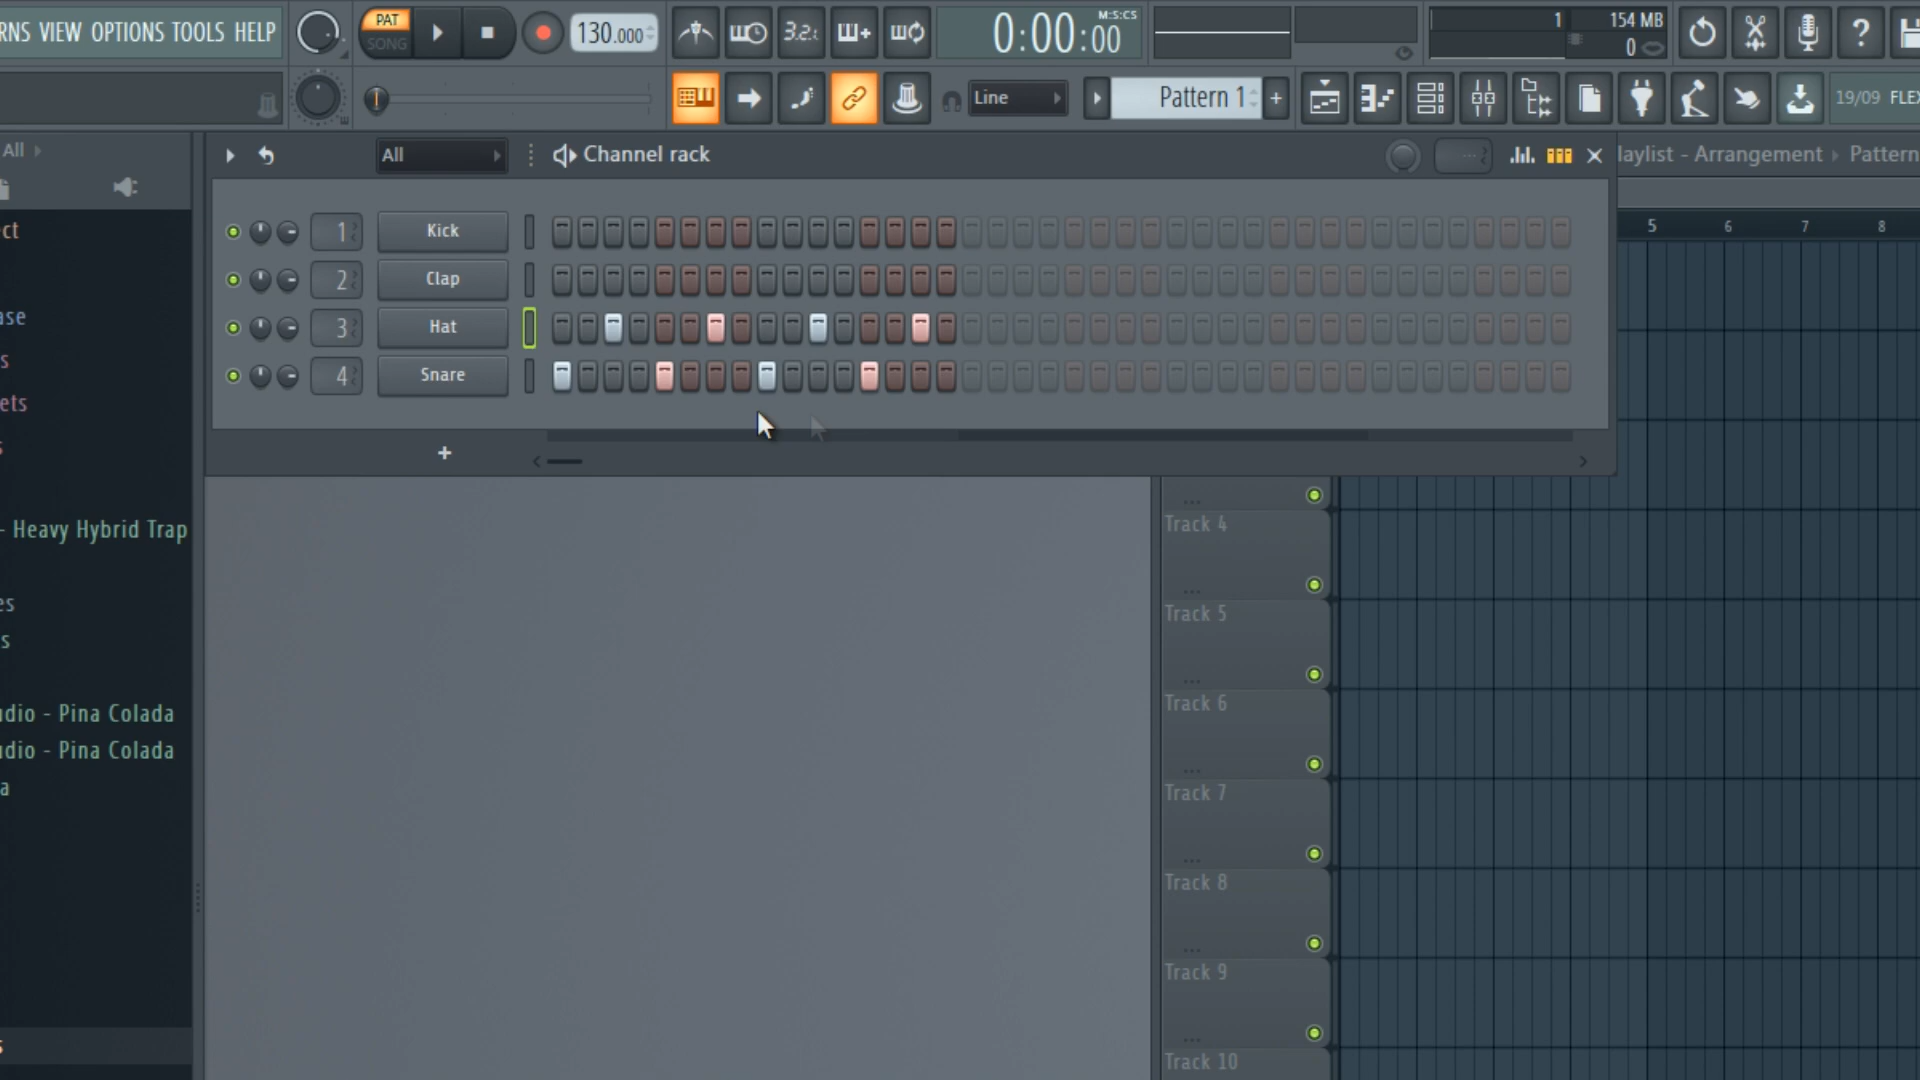 RNS VIEW OPTIONS TOOLS HELP
PAT
SONG
130.000
3.2.
0:00:00
M:S:CS
1
154 MB
0
Line
Pattern 1
+
19/09 FLEX
All
All
Channel rack
laylist - Arrangement
Pattern
5
6
7
8
1
Kick
2
Clap
3
Hat
4
Snare
+
ect
ase
s
ets
s
- Heavy Hybrid Trap
es
s
udio - Pina Colada
udio - Pina Colada
a
s
Track 4
Track 5
Track 6
Track 7
Track 8
Track 9
Track 10